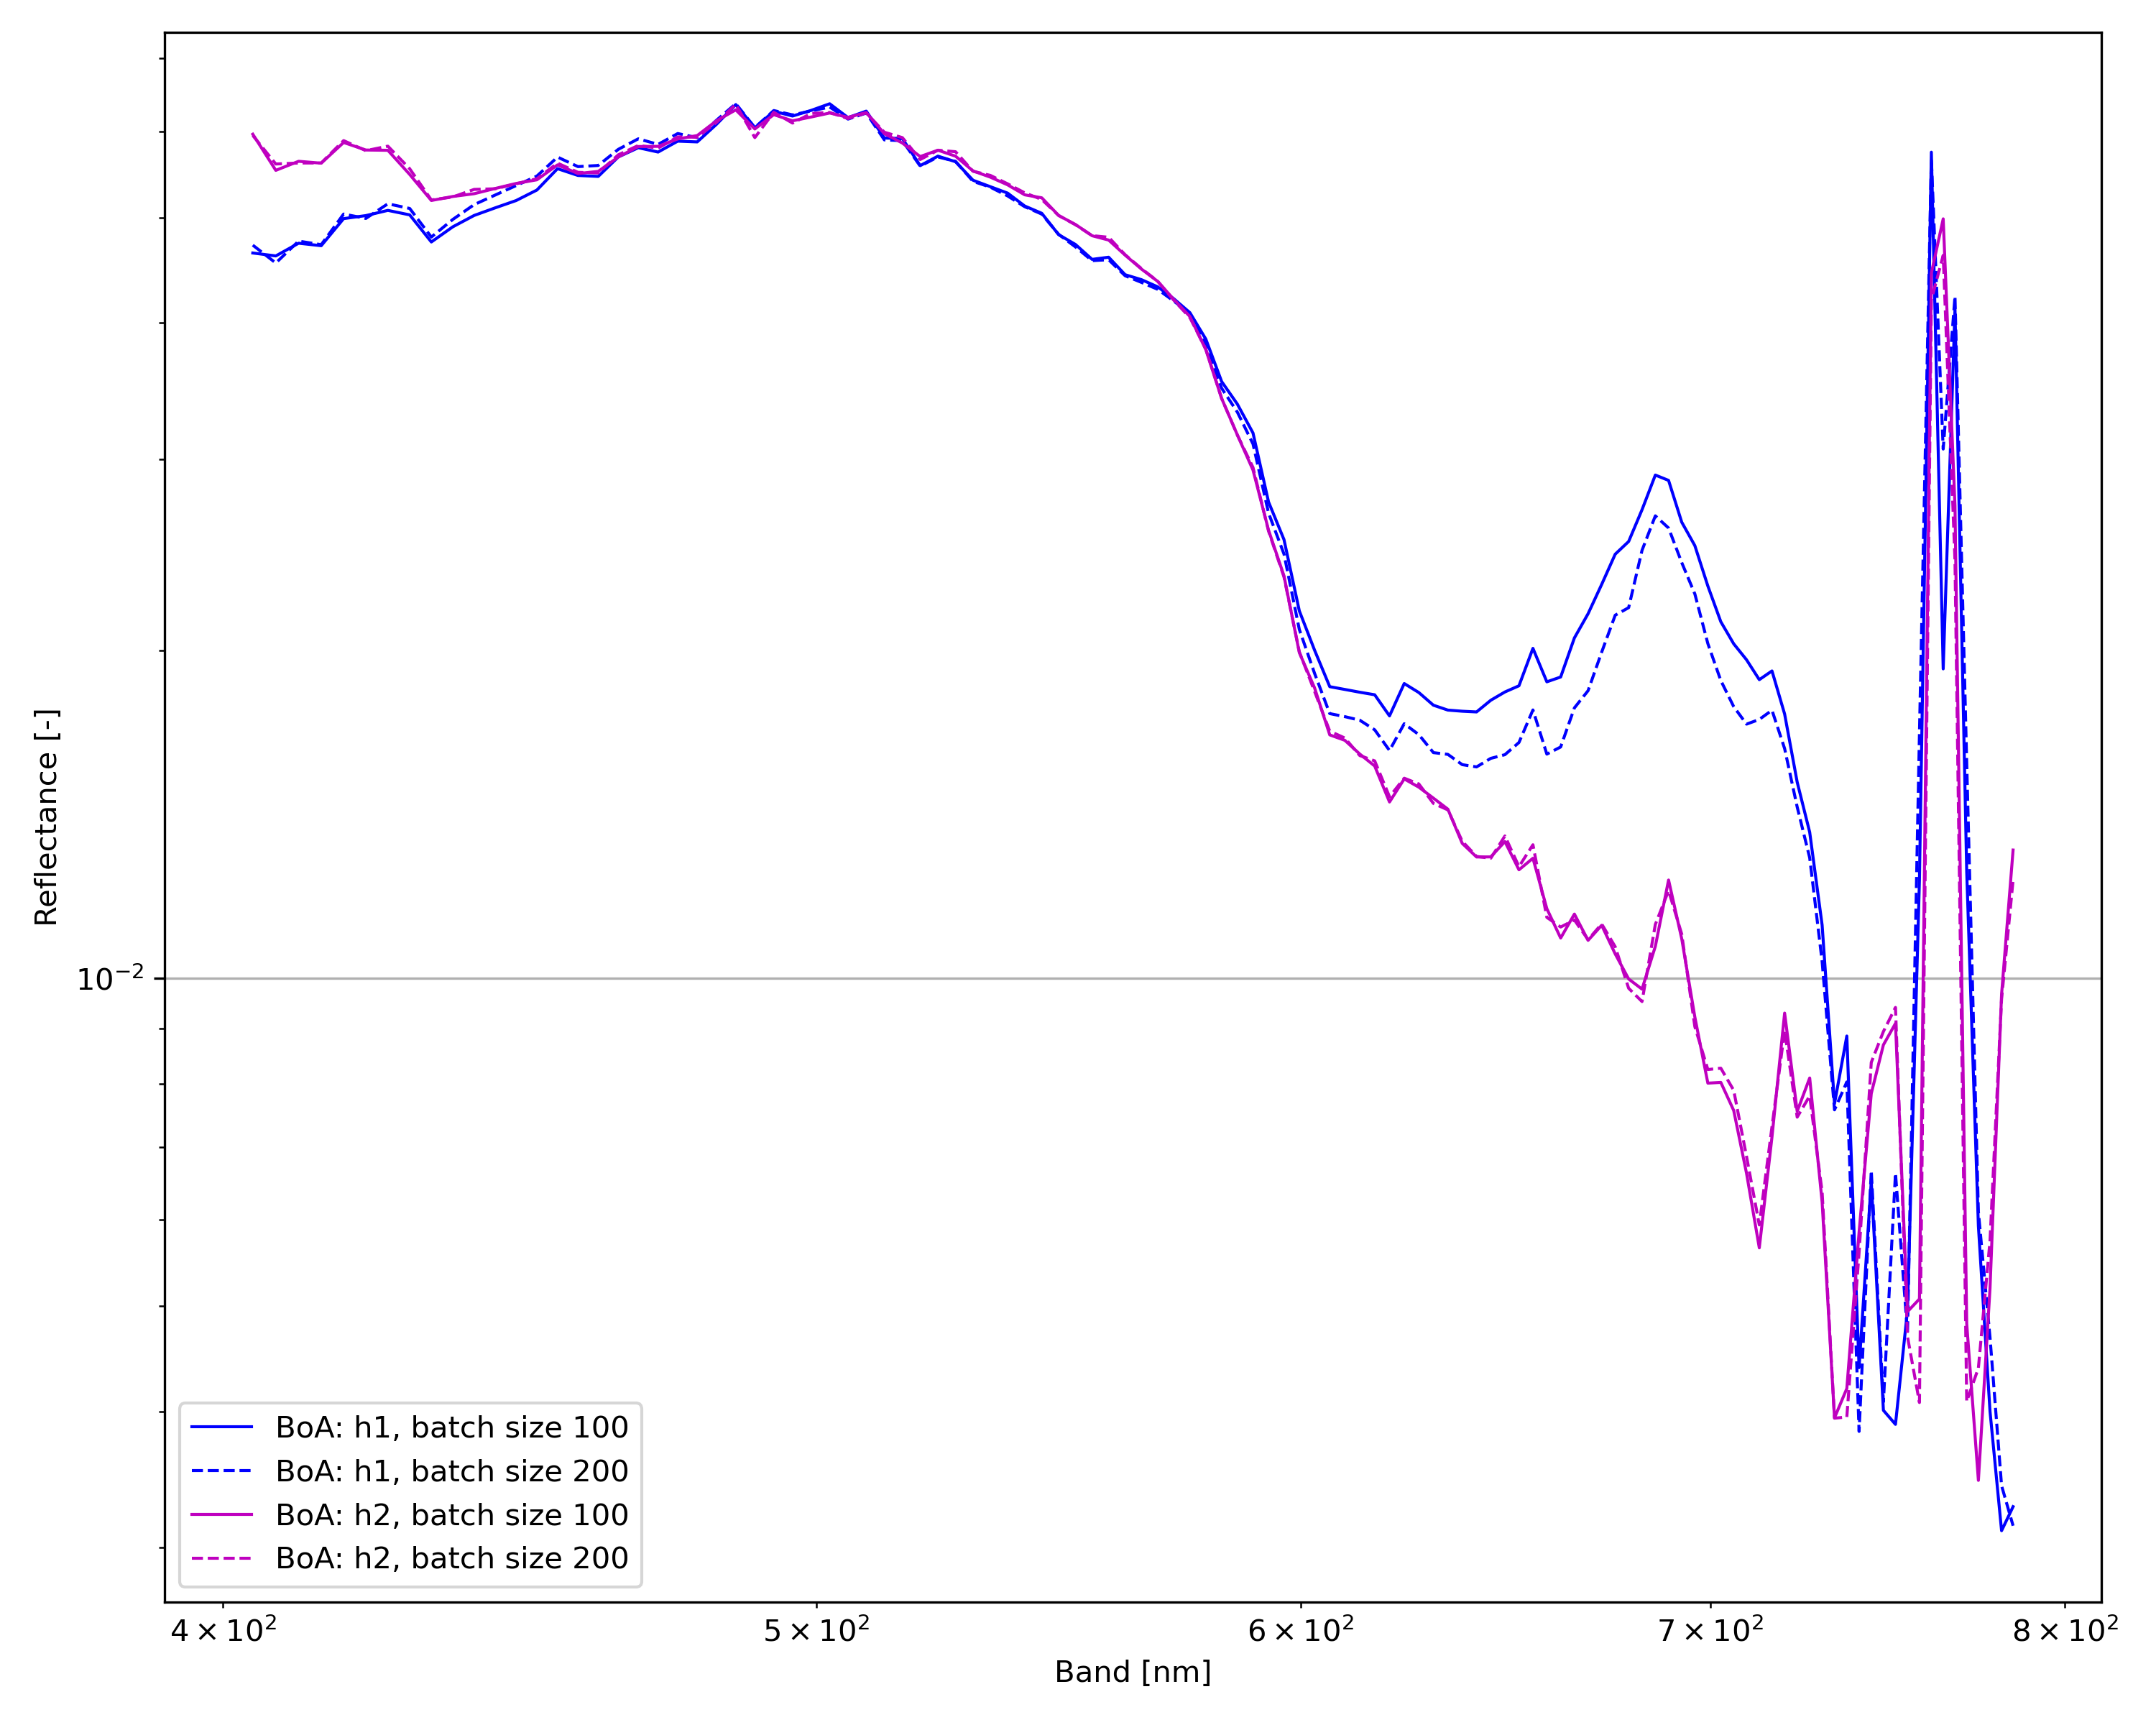 Reflectance [-]
10⁻²
BoA: h1, batch size 100
BoA: h1, batch size 200
BoA: h2, batch size 100
BoA: h2, batch size 200
4 × 10² 5 × 10² 6 × 10² 7 × 10² 8 × 10²
Band [nm]